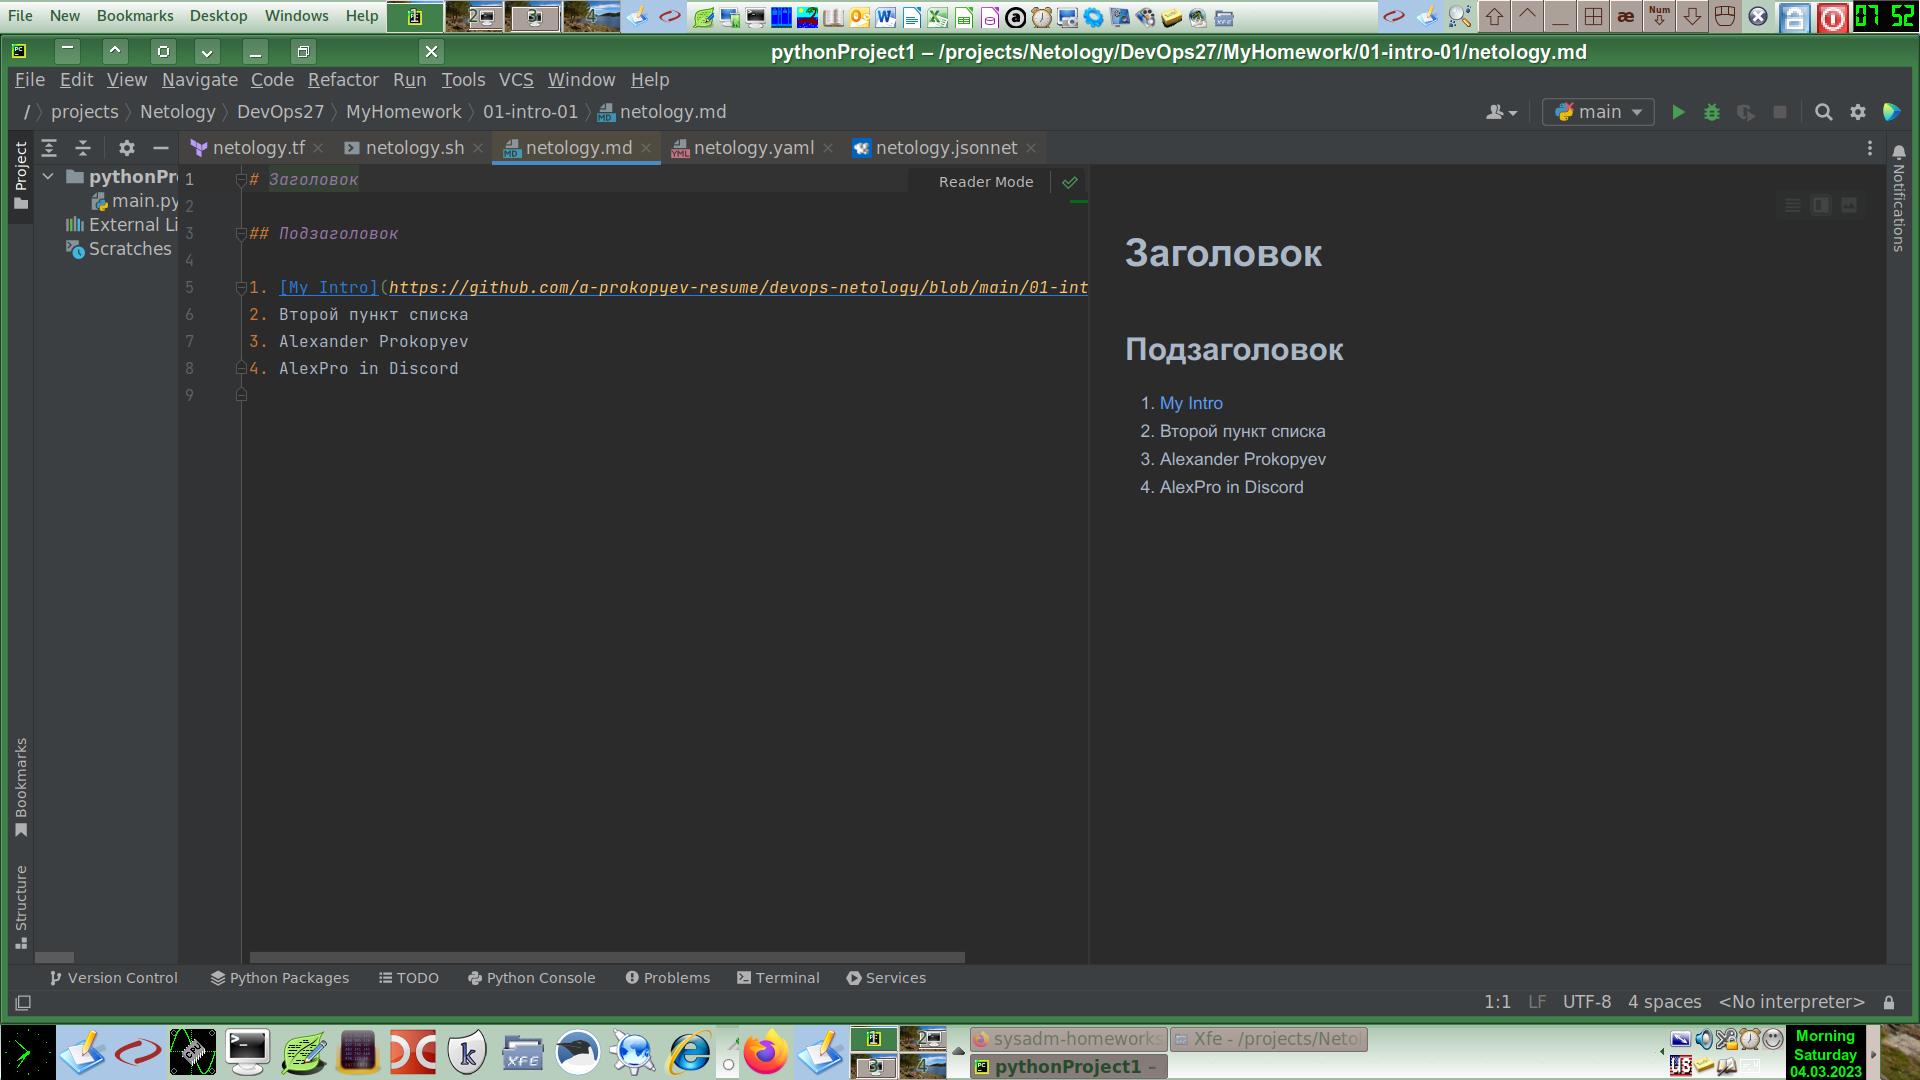 File New Bookmarks Desktop Windows Help 2 3 4 Num 07 52
pythonProject1 – /projects/Netology/DevOps27/MyHomework/01-intro-01/netology.md
File Edit View Navigate Code Refactor Run Tools VCS Window Help
/ projects Netology DevOps27 MyHomework 01-intro-01 netology.md main
Project
netology.tf netology.sh netology.md netology.yaml netology.jsonnet
Notifications
pythonPr
main.py
External Li
Scratches
Reader Mode
1 # Заголовок
2
3 ## Подзаголовок
4
5 1. [My Intro](https://github.com/a-prokopyev-resume/devops-netology/blob/main/01-int
6 2. Второй пункт списка
7 3. Alexander Prokopyev
8 4. AlexPro in Discord
9
Заголовок
Подзаголовок
1. My Intro
2. Второй пункт списка
3. Alexander Prokopyev
4. AlexPro in Discord
Bookmarks
Structure
Version Control Python Packages TODO Python Console Problems Terminal Services
1:1 LF UTF-8 4 spaces <No interpreter>
sysadm-homeworks Xfe - /projects/Netol
pythonProject1 –
US
Morning
Saturday
04.03.2023